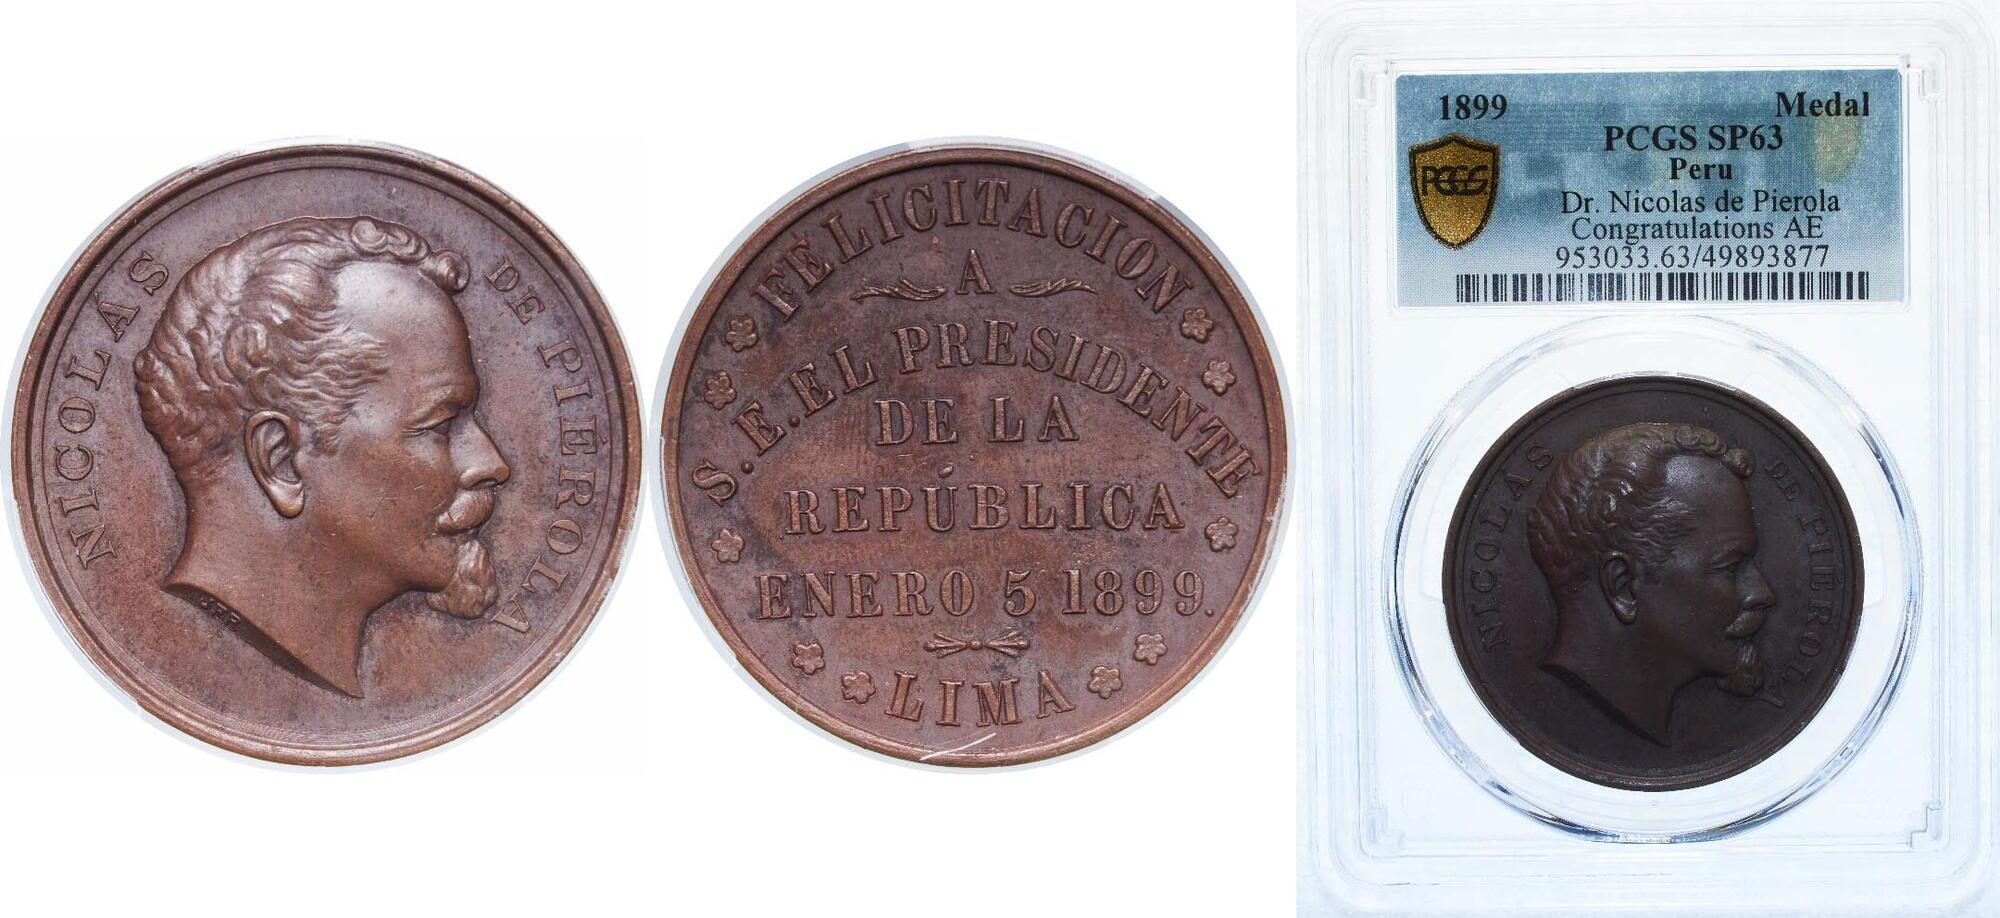 NICOLÁS DE PIÉROLA
FELICITACION
A
S. E. EL PRESIDENTE
DE LA
REPÚBLICA
ENERO 5 1899.
LIMA
1899 Medal
PCGS SP63
Peru
Dr. Nicolas de Pierola
Congratulations AE
953033.63/49893877
PCGS
NICOLÁS DE PIÉROLA